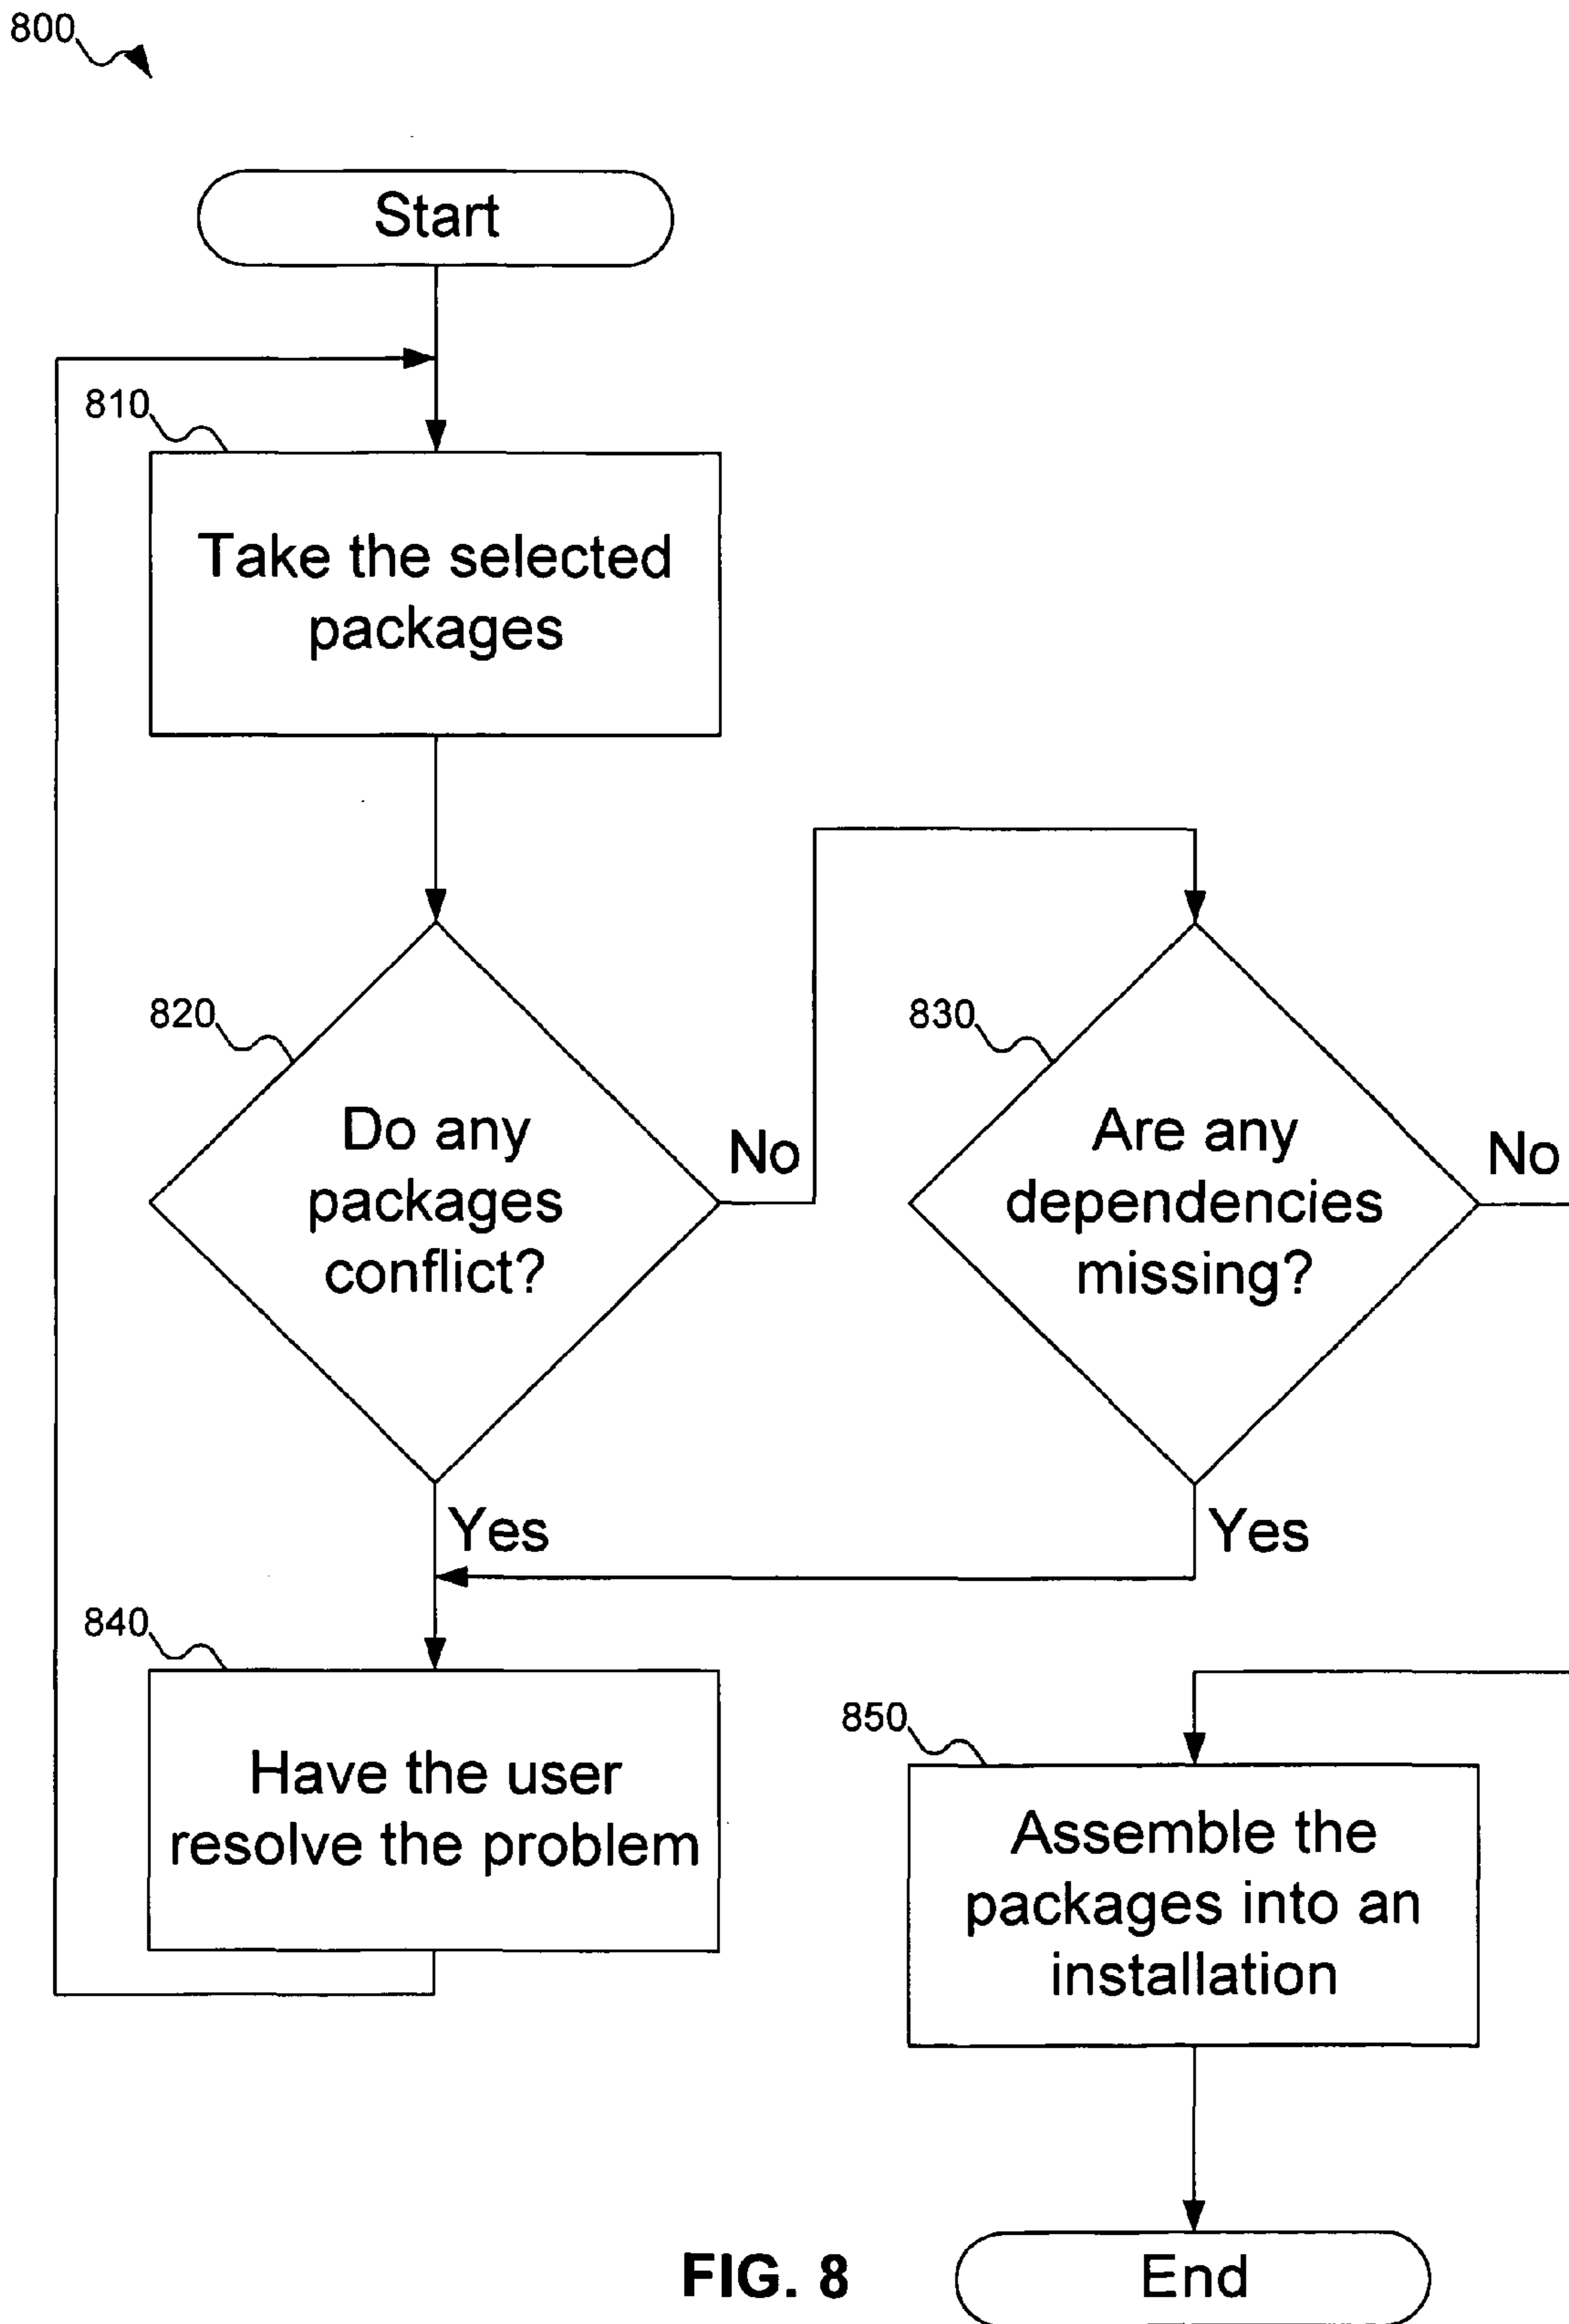 800
Start
810
Take the selected
packages
820
Do any
packages
conflict?
No
830
Are any
dependencies
missing?
No
Yes
Yes
840
Have the user
resolve the problem
850
Assemble the
packages into an
installation
FIG. 8
End